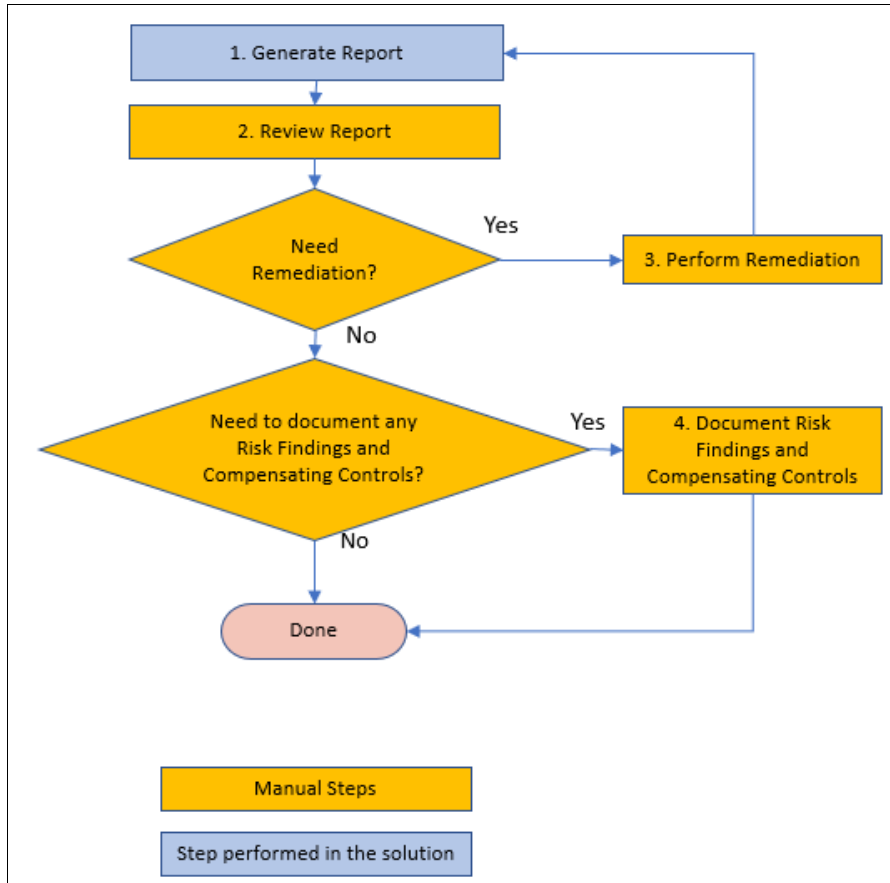 1. Generate Report
2. Review Report
Need
Remediation?
Yes
3. Perform Remediation
No
Need to document any
Risk Findings and
Compensating Controls?
Yes
4. Document Risk
Findings and
Compensating Controls
No
Done
Manual Steps
Step performed in the solution